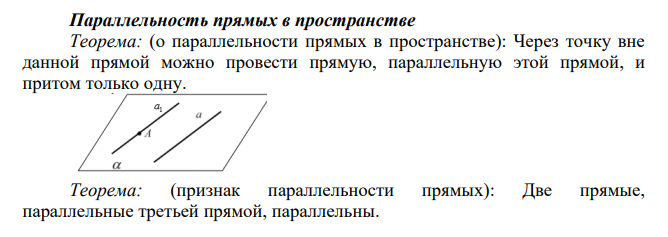 Параллельность прямых в пространстве
Теорема: (о параллельности прямых в пространстве): Через точку вне
данной прямой можно провести прямую, параллельную этой прямой, и
притом только одну.
a₁
a
A
α
Теорема: (признак параллельности прямых): Две прямые,
параллельные третьей прямой, параллельны.